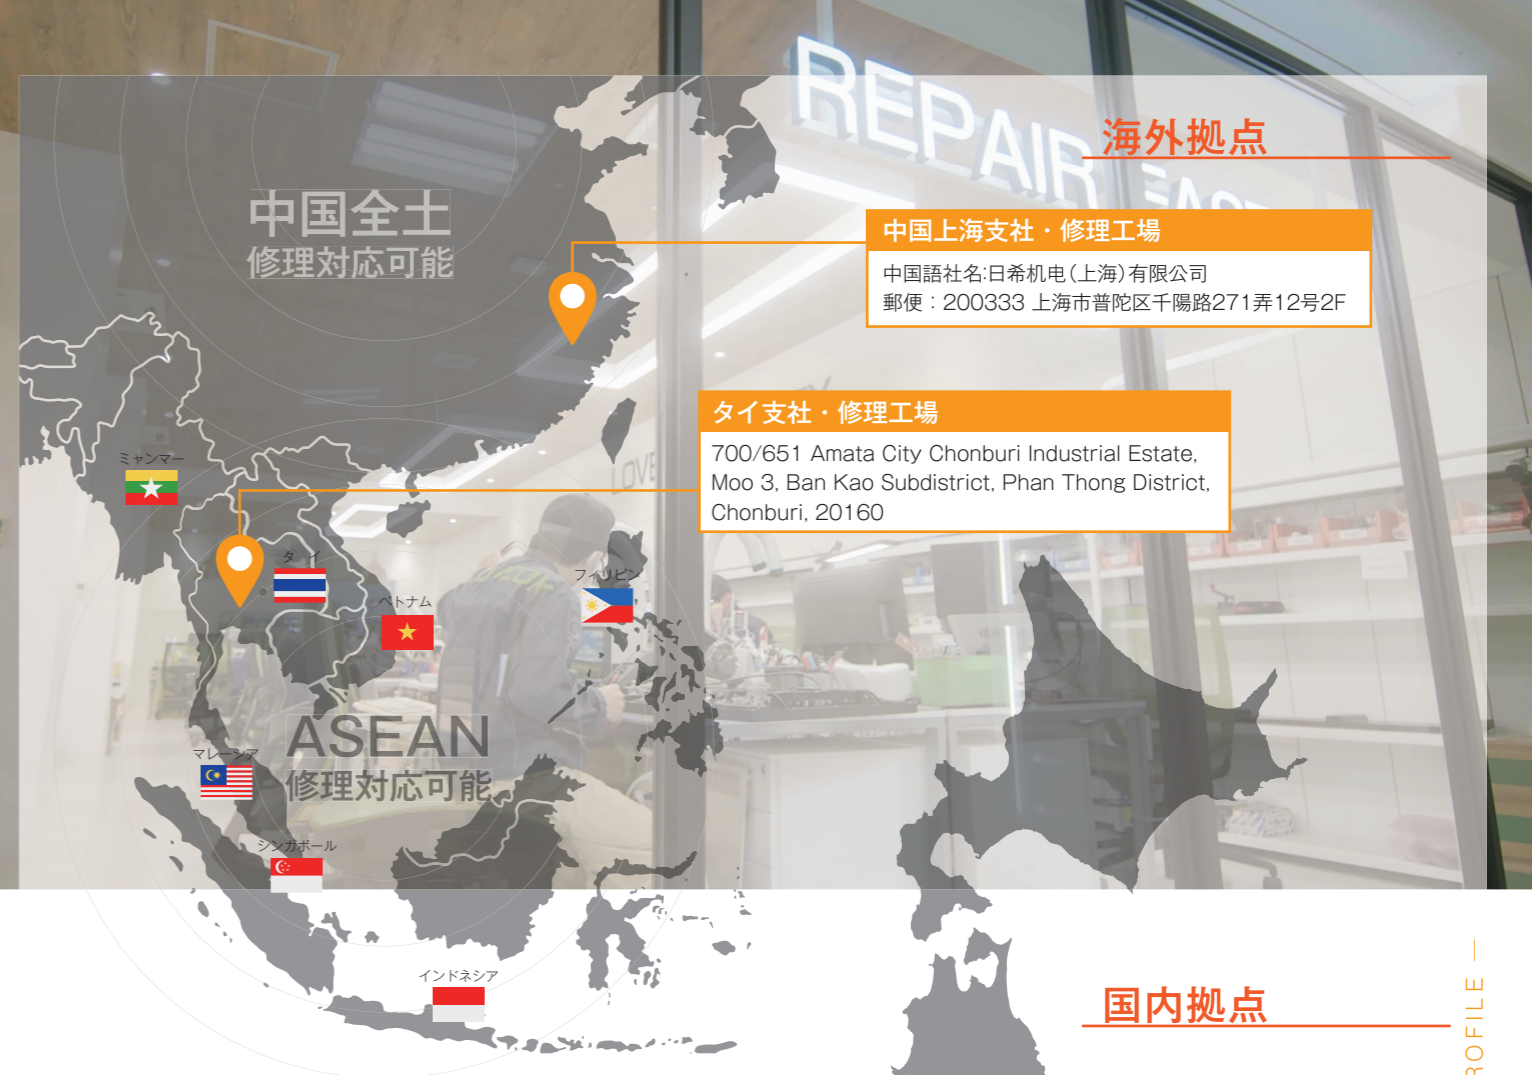 REPAIR
海外拠点
中国全土
修理対応可能
中国上海支社・修理工場
中国語社名:日希机电(上海)有限公司
郵便：200333 上海市普陀区千陽路271弄12号2F
タイ支社・修理工場
700/651 Amata City Chonburi Industrial Estate,
Moo 3, Ban Kao Subdistrict, Phan Thong District,
Chonburi, 20160
ミャンマー
LOVE
タ イ
フィリピン
ベトナム
ASEAN
修理対応可能
マレーシア
シンガポール
インドネシア
国内拠点